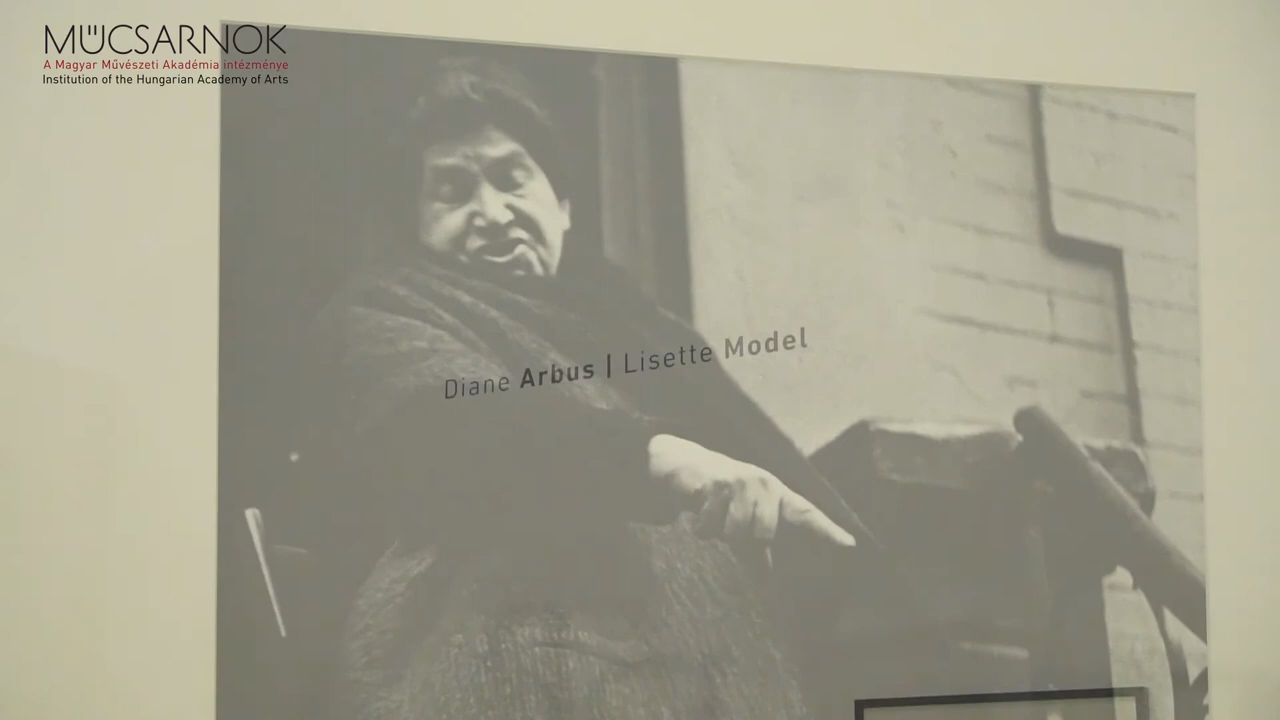 MŰCSARNOK
A Magyar Művészeti Akadémia intézménye
Institution of the Hungarian Academy of Arts
Diane Arbus | Lisette Model